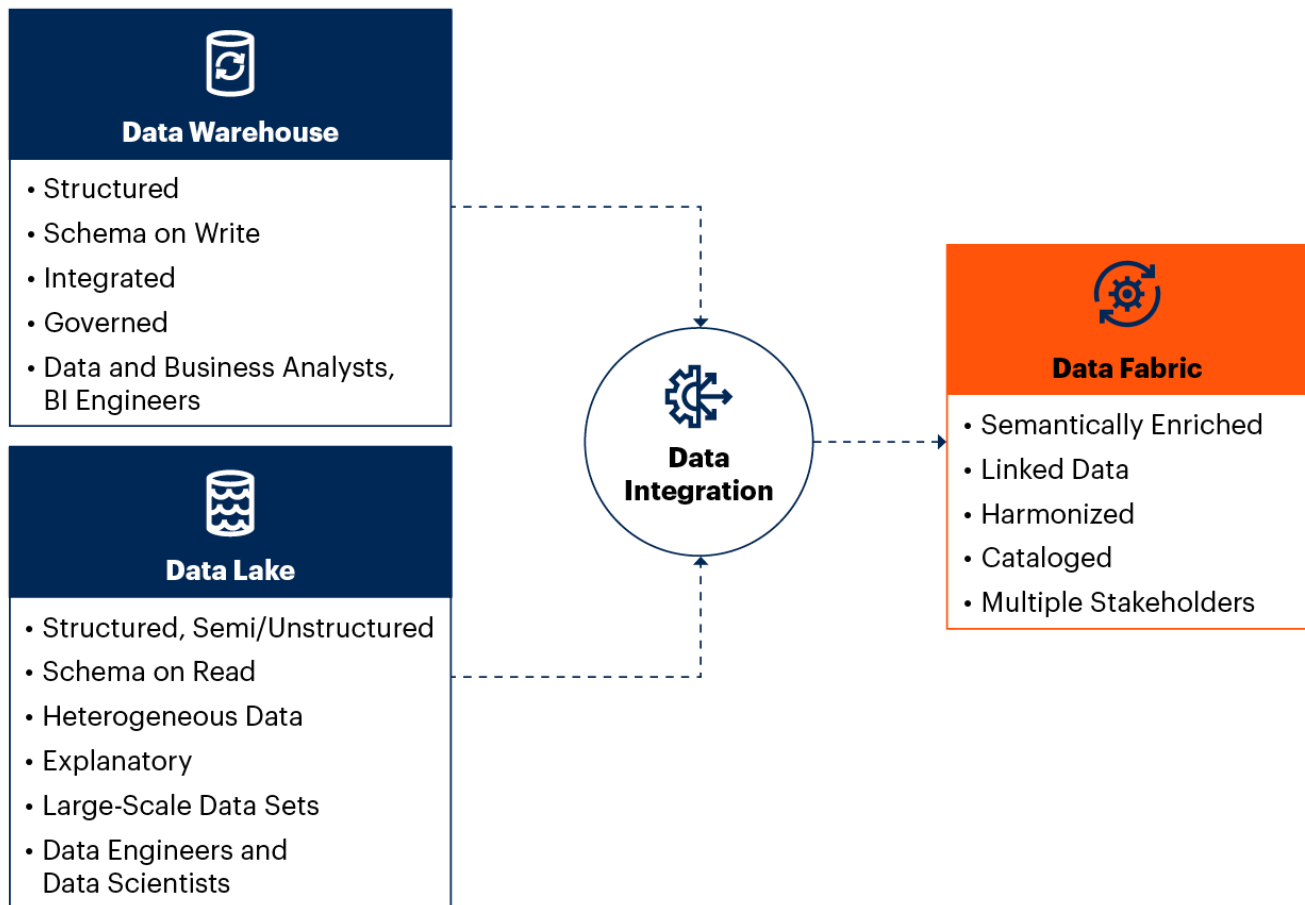 Data Warehouse
• Structured
• Schema on Write
• Integrated
• Governed
• Data and Business Analysts,
BI Engineers
Data Lake
• Structured, Semi/Unstructured
• Schema on Read
• Heterogeneous Data
• Explanatory
• Large-Scale Data Sets
• Data Engineers and
Data Scientists
Data
Integration
Data Fabric
• Semantically Enriched
• Linked Data
• Harmonized
• Cataloged
• Multiple Stakeholders